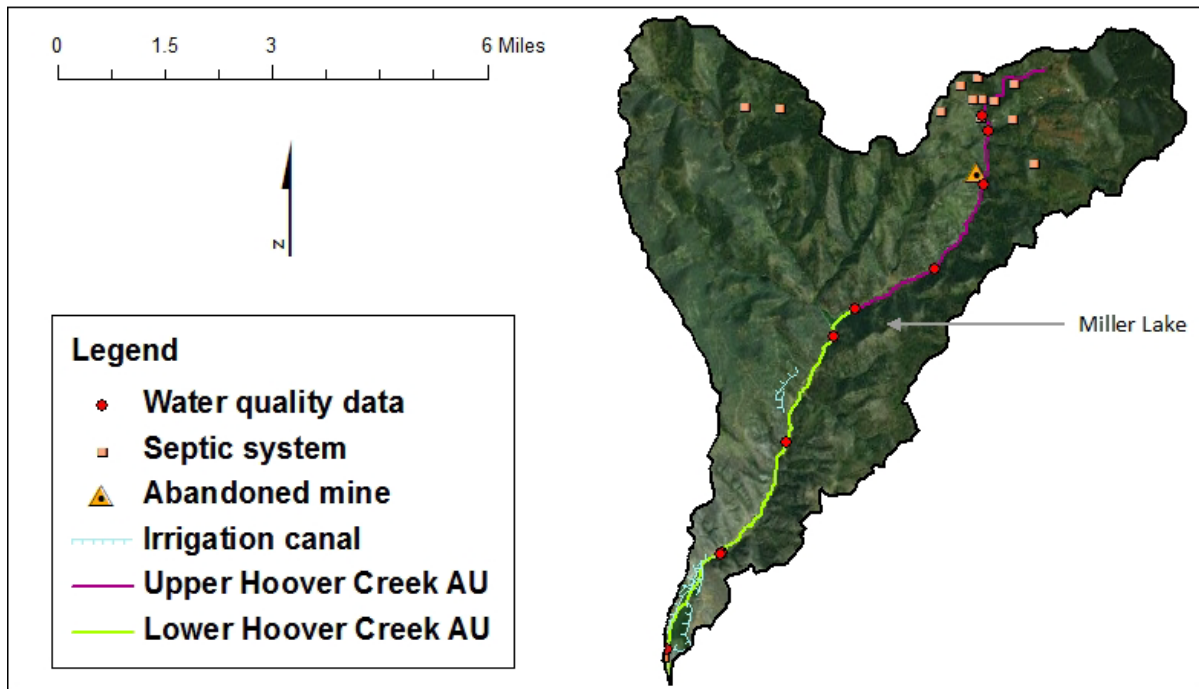 0 1.5 3 6 Miles
N
Miller Lake
Legend
Water quality data
Septic system
Abandoned mine
Irrigation canal
Upper Hoover Creek AU
Lower Hoover Creek AU